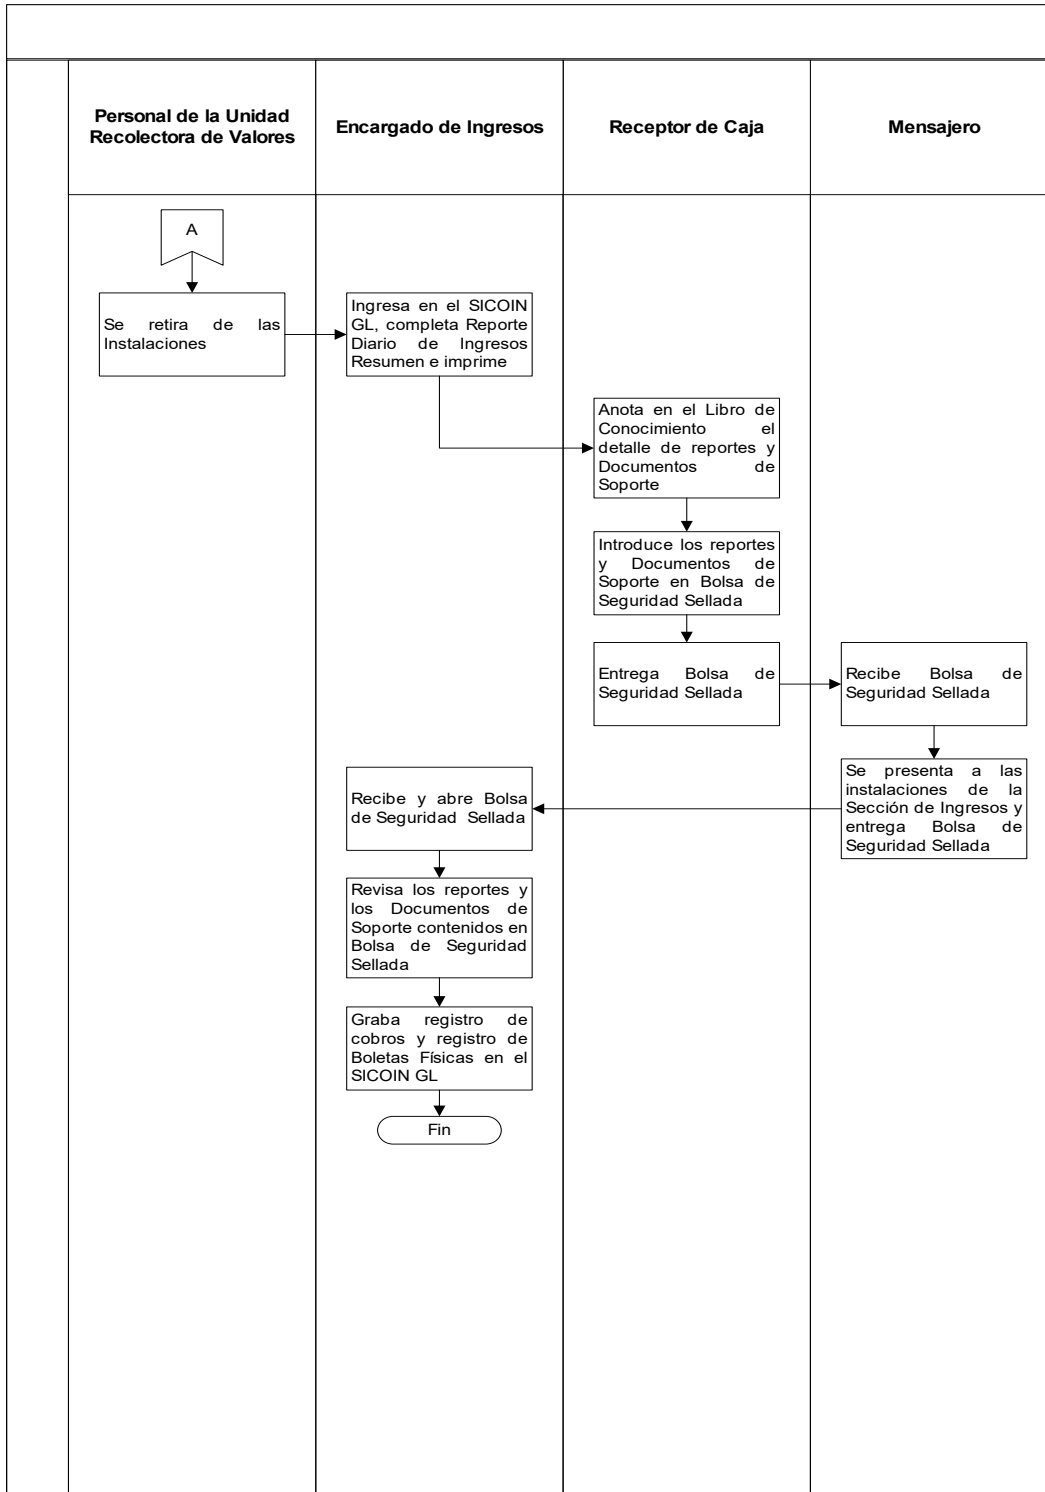 Personal de la Unidad
Recolectora de Valores
Encargado de Ingresos
Receptor de Caja
Mensajero
A
Se retira de las
Instalaciones
Ingresa en el SICOIN
GL, completa Reporte
Diario de Ingresos
Resumen e imprime
Anota en el Libro de
Conocimiento el
detalle de reportes y
Documentos de
Soporte
Introduce los reportes
y Documentos de
Soporte en Bolsa de
Seguridad Sellada
Entrega Bolsa de
Seguridad Sellada
Recibe Bolsa de
Seguridad Sellada
Se presenta a las
instalaciones de la
Sección de Ingresos y
entrega Bolsa de
Seguridad Sellada
Recibe y abre Bolsa
de Seguridad Sellada
Revisa los reportes y
los Documentos de
Soporte contenidos en
Bolsa de Seguridad
Sellada
Graba registro de
cobros y registro de
Boletas Físicas en el
SICOIN GL
Fin